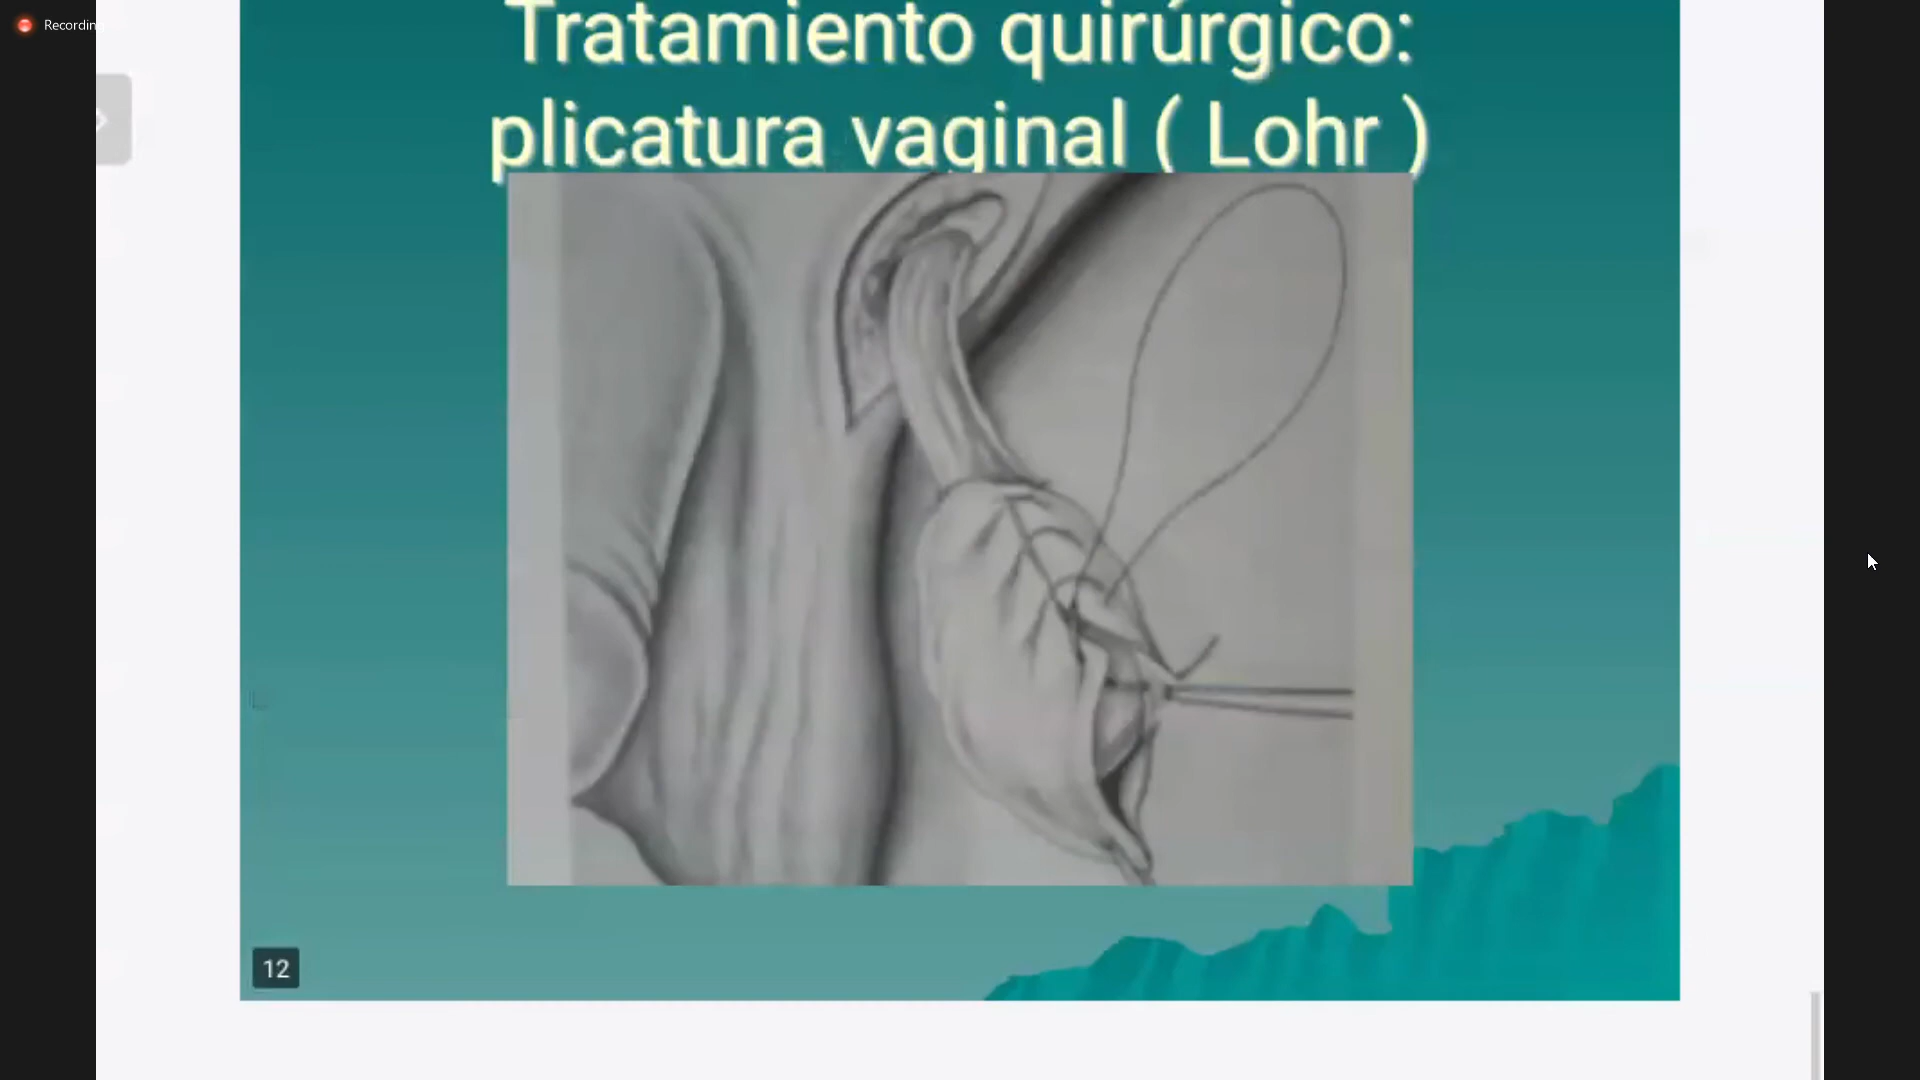 Recording
Tratamiento quirúrgico:
plicatura vaginal ( Lohr )
12